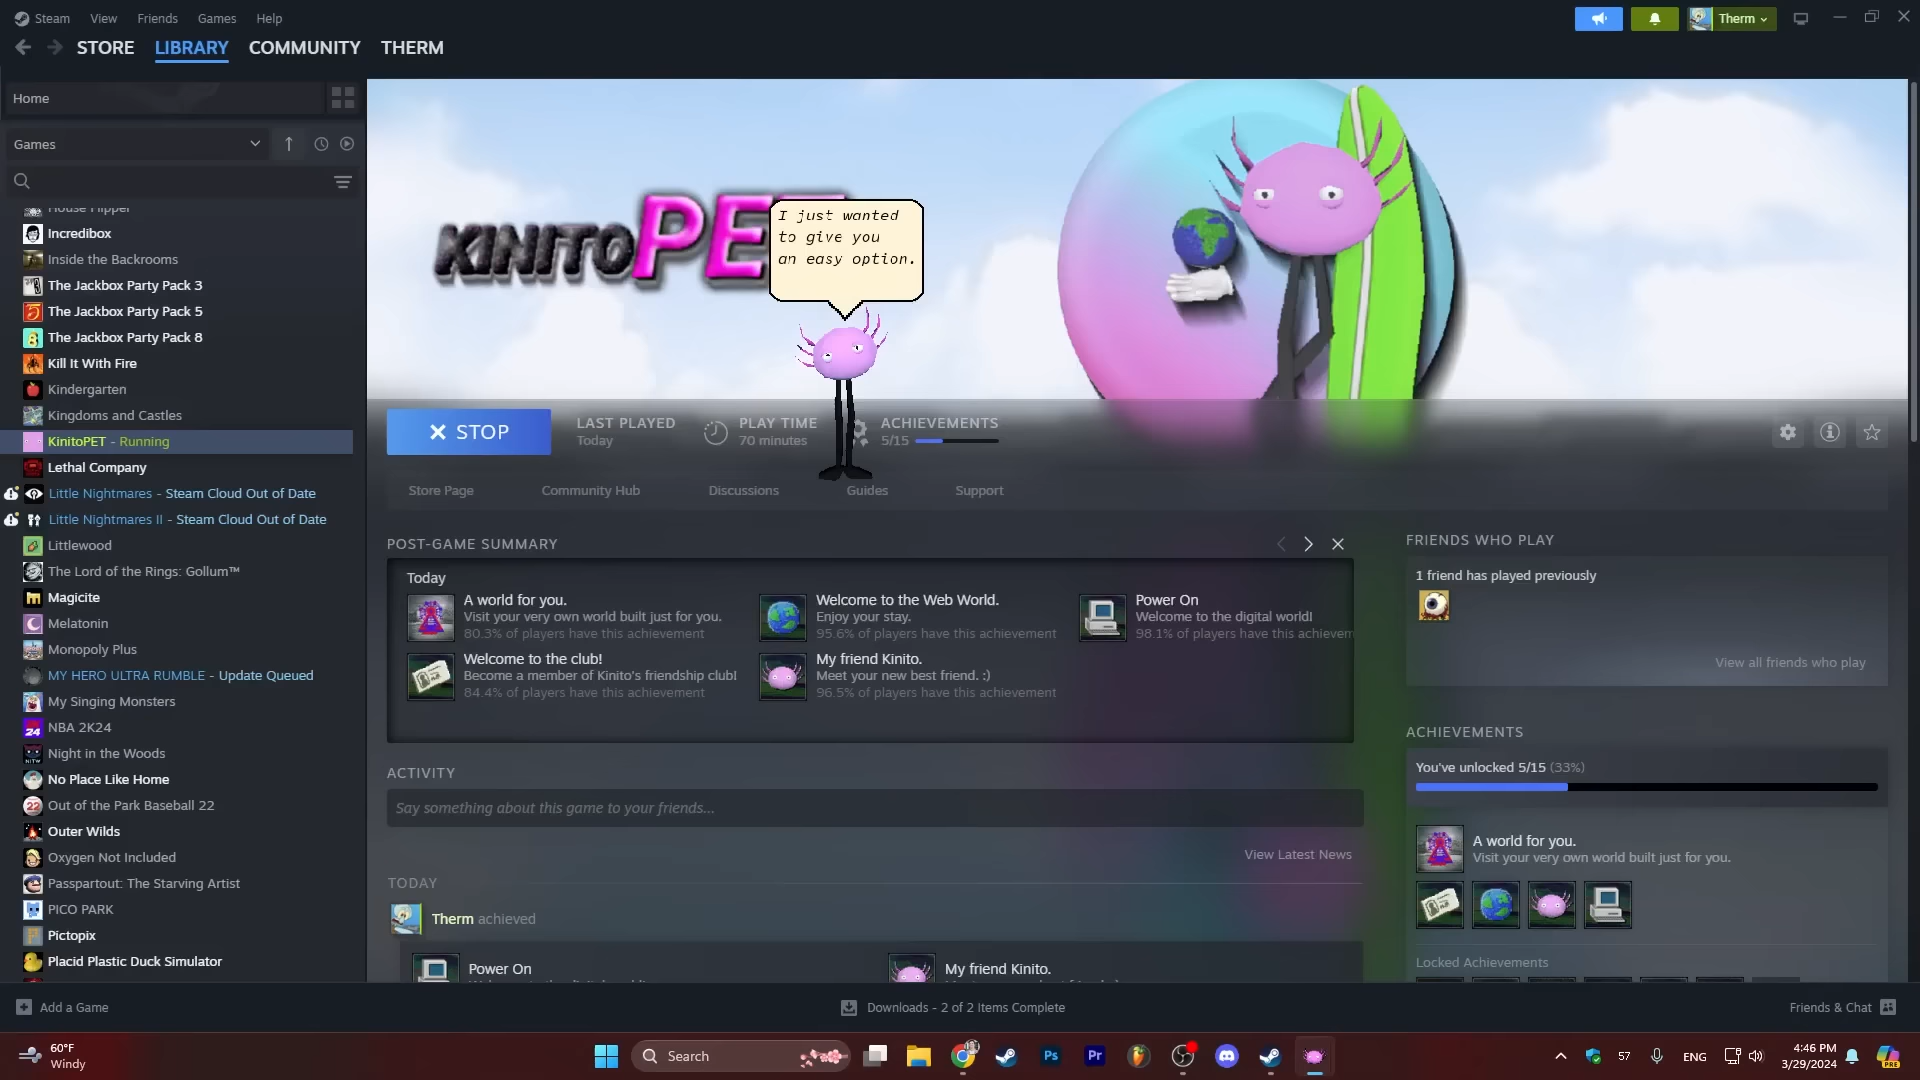 Steam View Friends Games Help
Therm
STORE LIBRARY COMMUNITY THERM
Home
Games
House Flipper
Incredibox
Inside the Backrooms
The Jackbox Party Pack 3
The Jackbox Party Pack 5
The Jackbox Party Pack 8
Kill It With Fire
Kindergarten
Kingdoms and Castles
KinitoPET - Running
Lethal Company
Little Nightmares - Steam Cloud Out of Date
Little Nightmares II - Steam Cloud Out of Date
Littlewood
The Lord of the Rings: Gollum™
Magicite
Melatonin
Monopoly Plus
MY HERO ULTRA RUMBLE - Update Queued
My Singing Monsters
NBA 2K24
Night in the Woods
No Place Like Home
Out of the Park Baseball 22
Outer Wilds
Oxygen Not Included
Passpartout: The Starving Artist
PICO PARK
Pictopix
Placid Plastic Duck Simulator
KINITOPET
I just wanted
to give you
an easy option.
STOP
LAST PLAYED
Today
PLAY TIME
70 minutes
ACHIEVEMENTS
5/15
Store Page Community Hub Discussions Guides Support
POST-GAME SUMMARY
Today
A world for you.
Visit your very own world built just for you.
80.3% of players have this achievement
Welcome to the Web World.
Enjoy your stay.
95.6% of players have this achievement
Power On
Welcome to the digital world!
98.1% of players have this
Welcome to the club!
Become a member of Kinito's friendship club!
84.4% of players have this achievement
My friend Kinito.
Meet your new best friend. :)
96.5% of players have this achievement
ACTIVITY
Say something about this game to your friends...
View Latest News
TODAY
Therm achieved
Power On
My friend Kinito.
FRIENDS WHO PLAY
1 friend has played previously
View all friends who play
ACHIEVEMENTS
You've unlocked 5/15 (33%)
A world for you.
Visit your very own world built just for you.
Locked Achievements
Add a Game
Downloads - 2 of 2 Items Complete
Friends & Chat
60°F
Windy
Search
Ps
Pr
57
ENG
4:46 PM
3/29/2024